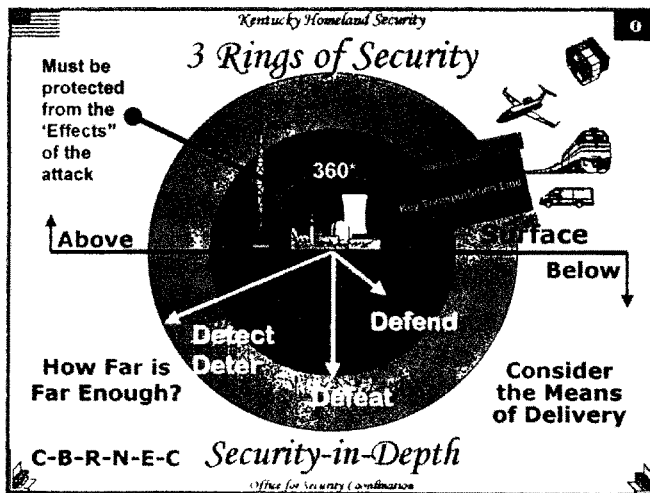 Kentucky Homeland Security
3 Rings of Security
Must be
protected
from the
'Effects"
of the
attack
360°
Key Transportation Line
Above
Surface
Below
Detect
Deter
Defend
Defeat
How Far is
Far Enough?
Consider
the Means
of Delivery
C-B-R-N-E-C
Security-in-Depth
Office for Security Coordination